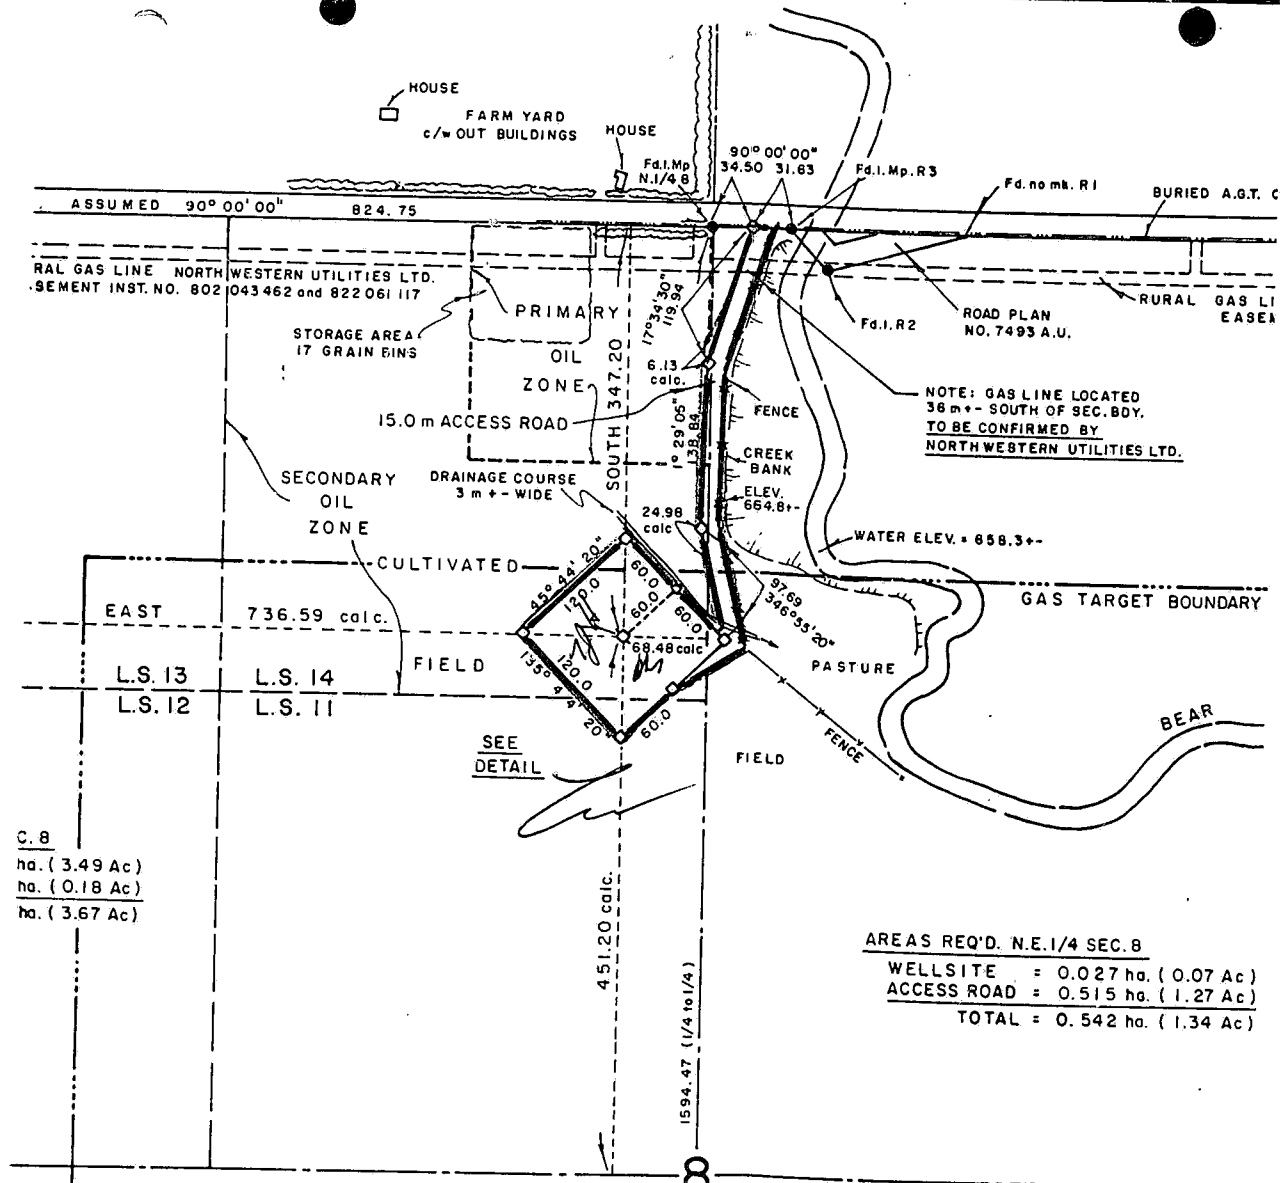 HOUSE
FARM YARD
c/w OUT BUILDINGS
HOUSE
Fd.I.Mp
N.1/4 8
90° 00' 00"
34.50 31.63
Fd.I.Mp.R3
Fd. no mk. R1
BURIED A.G.T. C
ASSUMED 90° 00' 00"
824.75
RAL GAS LINE NORTHWESTERN UTILITIES LTD.
SEMENT INST. NO. 802 043462 and 822 061 117
STORAGE AREA
17 GRAIN BINS
PRIMARY
OIL
ZONE
SOUTH 347.20
17° 34' 30"
119.94
6.13
calc.
Fd.I.R2
ROAD PLAN
NO. 7493 A.U.
RURAL GAS LI
EASEM
NOTE: GAS LINE LOCATED
36 m+- SOUTH OF SEC. BDY.
TO BE CONFIRMED BY
NORTHWESTERN UTILITIES LTD.
FENCE
15.0 m ACCESS ROAD
1° 29' 05"
138.84
CREEK
BANK
ELEV.
664.8+-
SECONDARY
OIL
ZONE
DRAINAGE COURSE
3 m +- WIDE
24.98
calc
WATER ELEV. = 658.3+-
CULTIVATED
GAS TARGET BOUNDARY
45° 44' 20"
120.0
60.0
60.0
60.0
97.69
346° 55' 20"
EAST 736.59 calc.
68.48 calc
FIELD
PASTURE
135° 44' 20"
120.0
60.0
L.S. 13 L.S. 14
L.S. 12 L.S. 11
SEE
DETAIL
FIELD
FENCE
BEAR
C. 8
ha. ( 3.49 Ac)
ha. ( 0.18 Ac)
ha. ( 3.67 Ac)
451.20 calc.
1594.47 (1/4 to 1/4)
AREAS REQ'D. N.E. 1/4 SEC. 8
WELLSITE = 0.027 ha. ( 0.07 Ac)
ACCESS ROAD = 0.515 ha. ( 1.27 Ac)
TOTAL = 0.542 ha. ( 1.34 Ac)
8